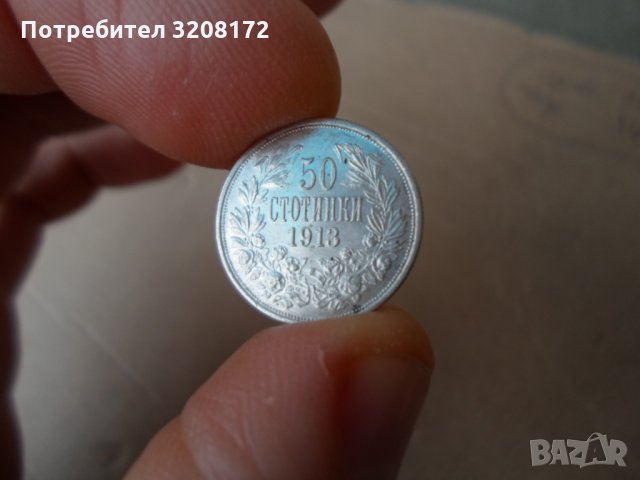 Потребител 3208172
50
СТОТИНКИ
1913
BAZAR